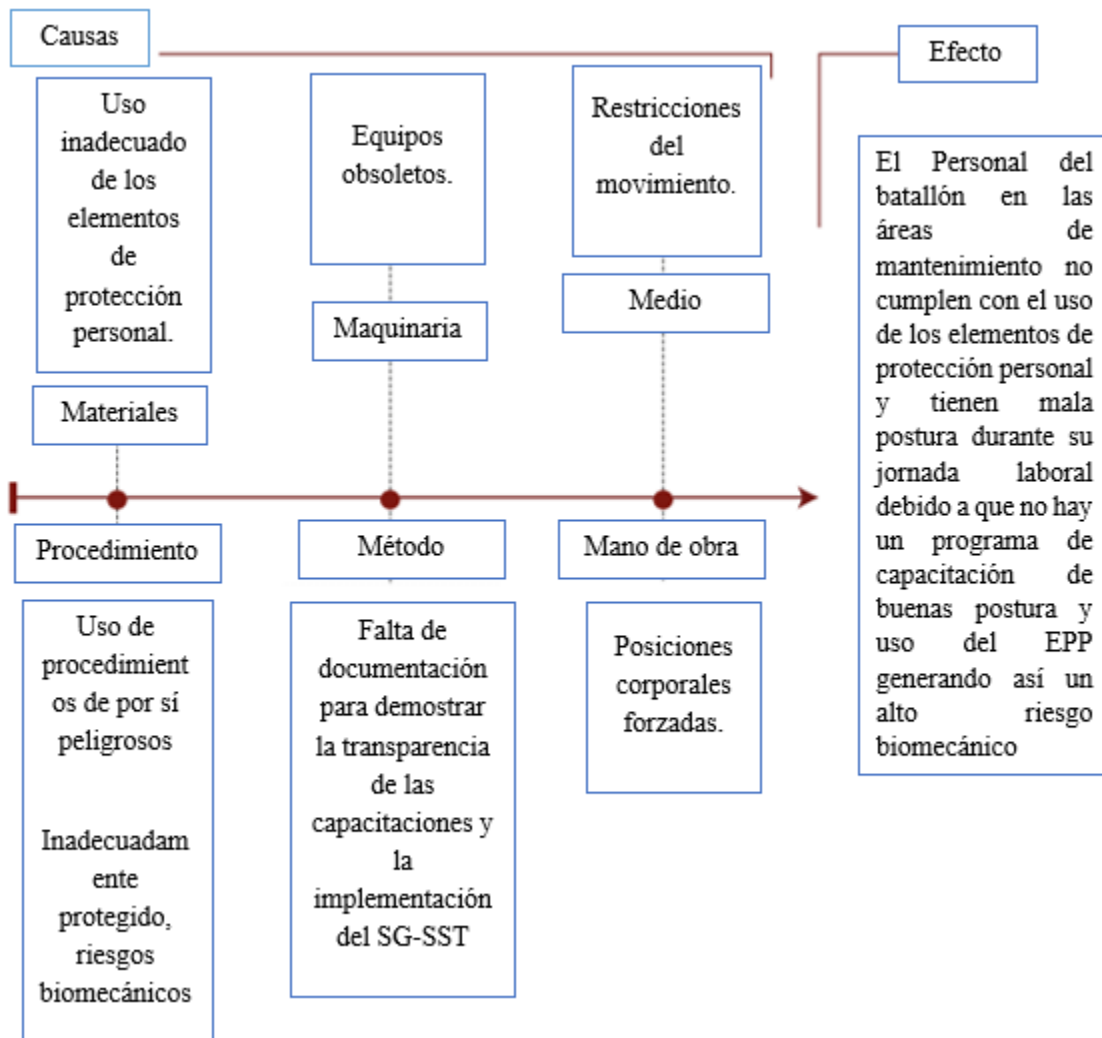 Causas
Efecto
Uso
inadecuado
de los
elementos
de
protección
personal.
Equipos
obsoletos.
Restricciones
del
movimiento.
Materiales
Maquinaria
Medio
Procedimiento
Método
Mano de obra
Uso de
procedimient
os de por sí
peligrosos
Inadecuadam
ente
protegido,
riesgos
biomecánicos
Falta de
documentación
para demostrar
la transparencia
de las
capacitaciones y
la
implementación
del SG-SST
Posiciones
corporales
forzadas.
El Personal del
batallón en las
áreas de
mantenimiento no
cumplen con el uso
de los elementos de
protección personal
y tienen mala
postura durante su
jornada laboral
debido a que no hay
un programa de
capacitación de
buenas postura y
uso del EPP
generando así un
alto riesgo
biomecánico